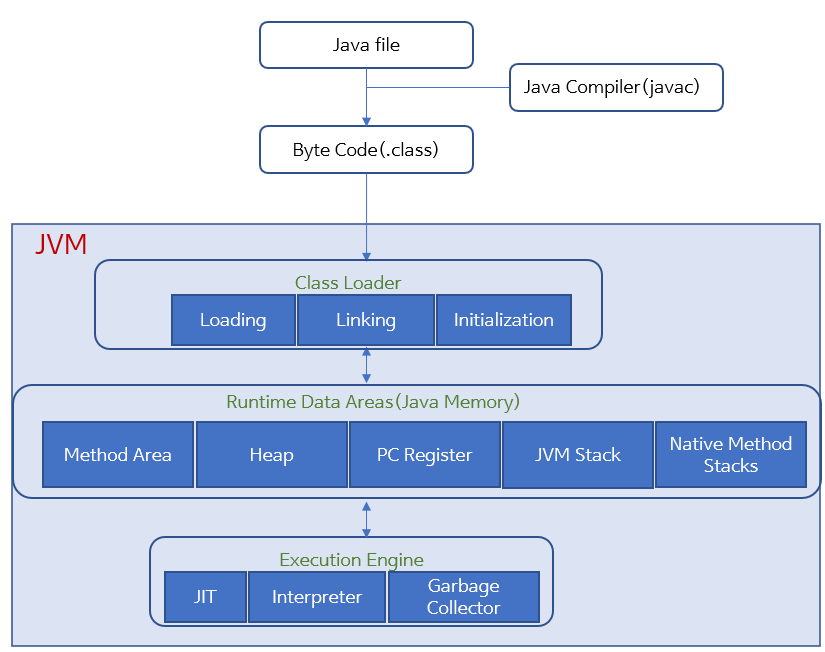 Java file
Java Compiler(javac)
Byte Code(.class)
JVM
Class Loader
Loading
Linking
Initialization
Runtime Data Areas(Java Memory)
Method Area
Heap
PC Register
JVM Stack
Native Method
Stacks
Execution Engine
JIT
Interpreter
Garbage
Collector